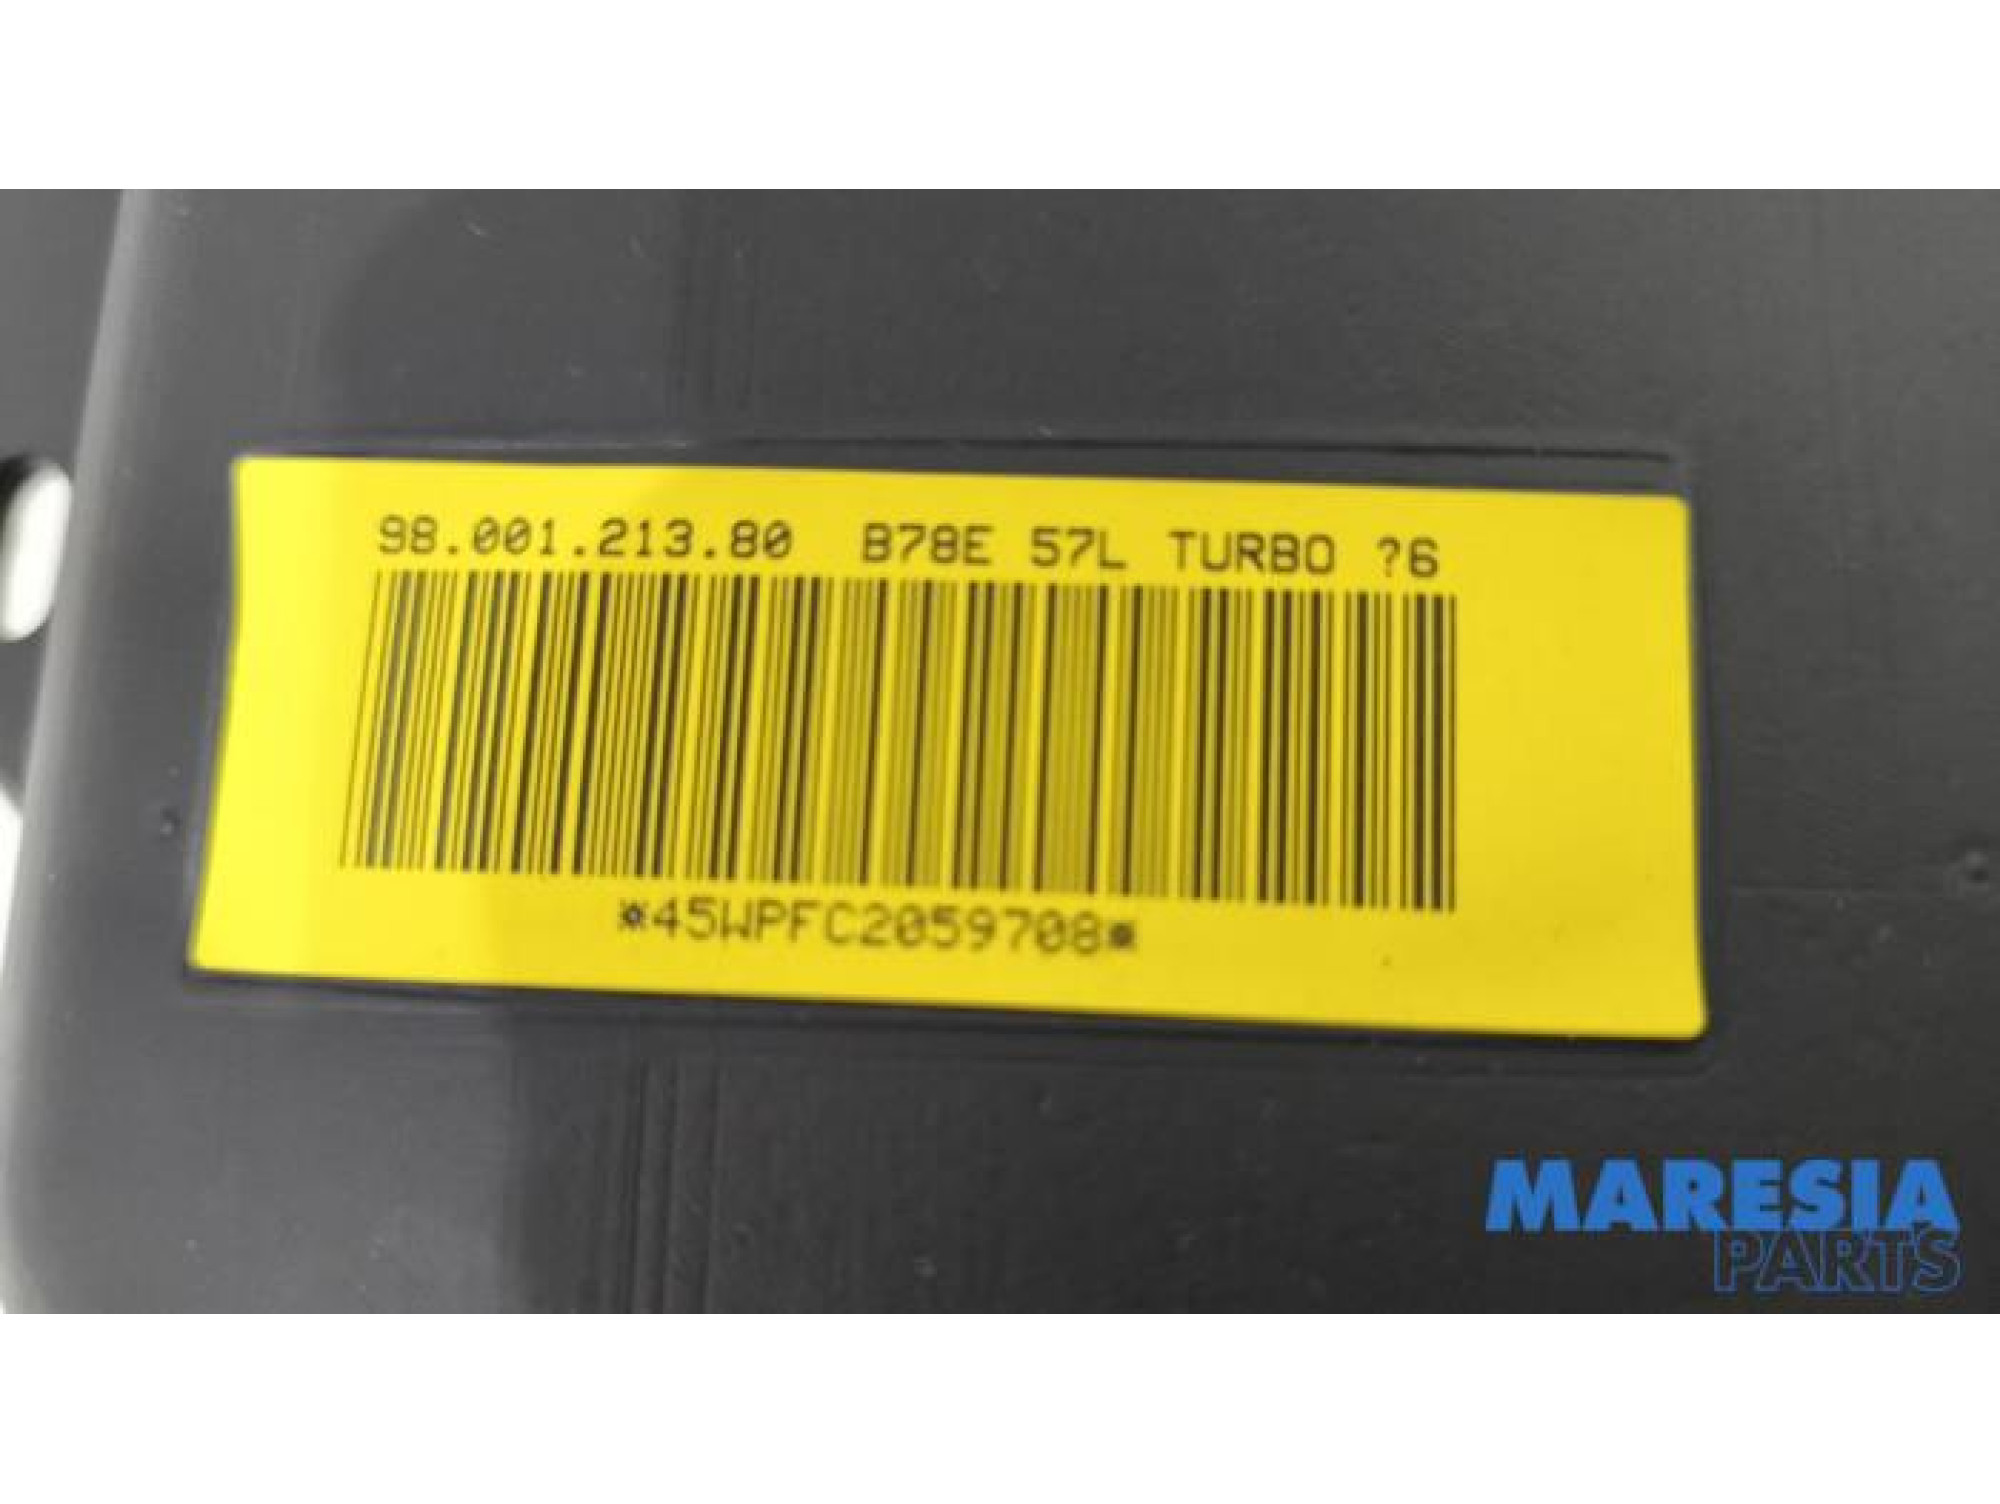 98.001.213.80 B78E 57L TURBO ?6
*45WPFC2059708*
MARESIA
PARTS